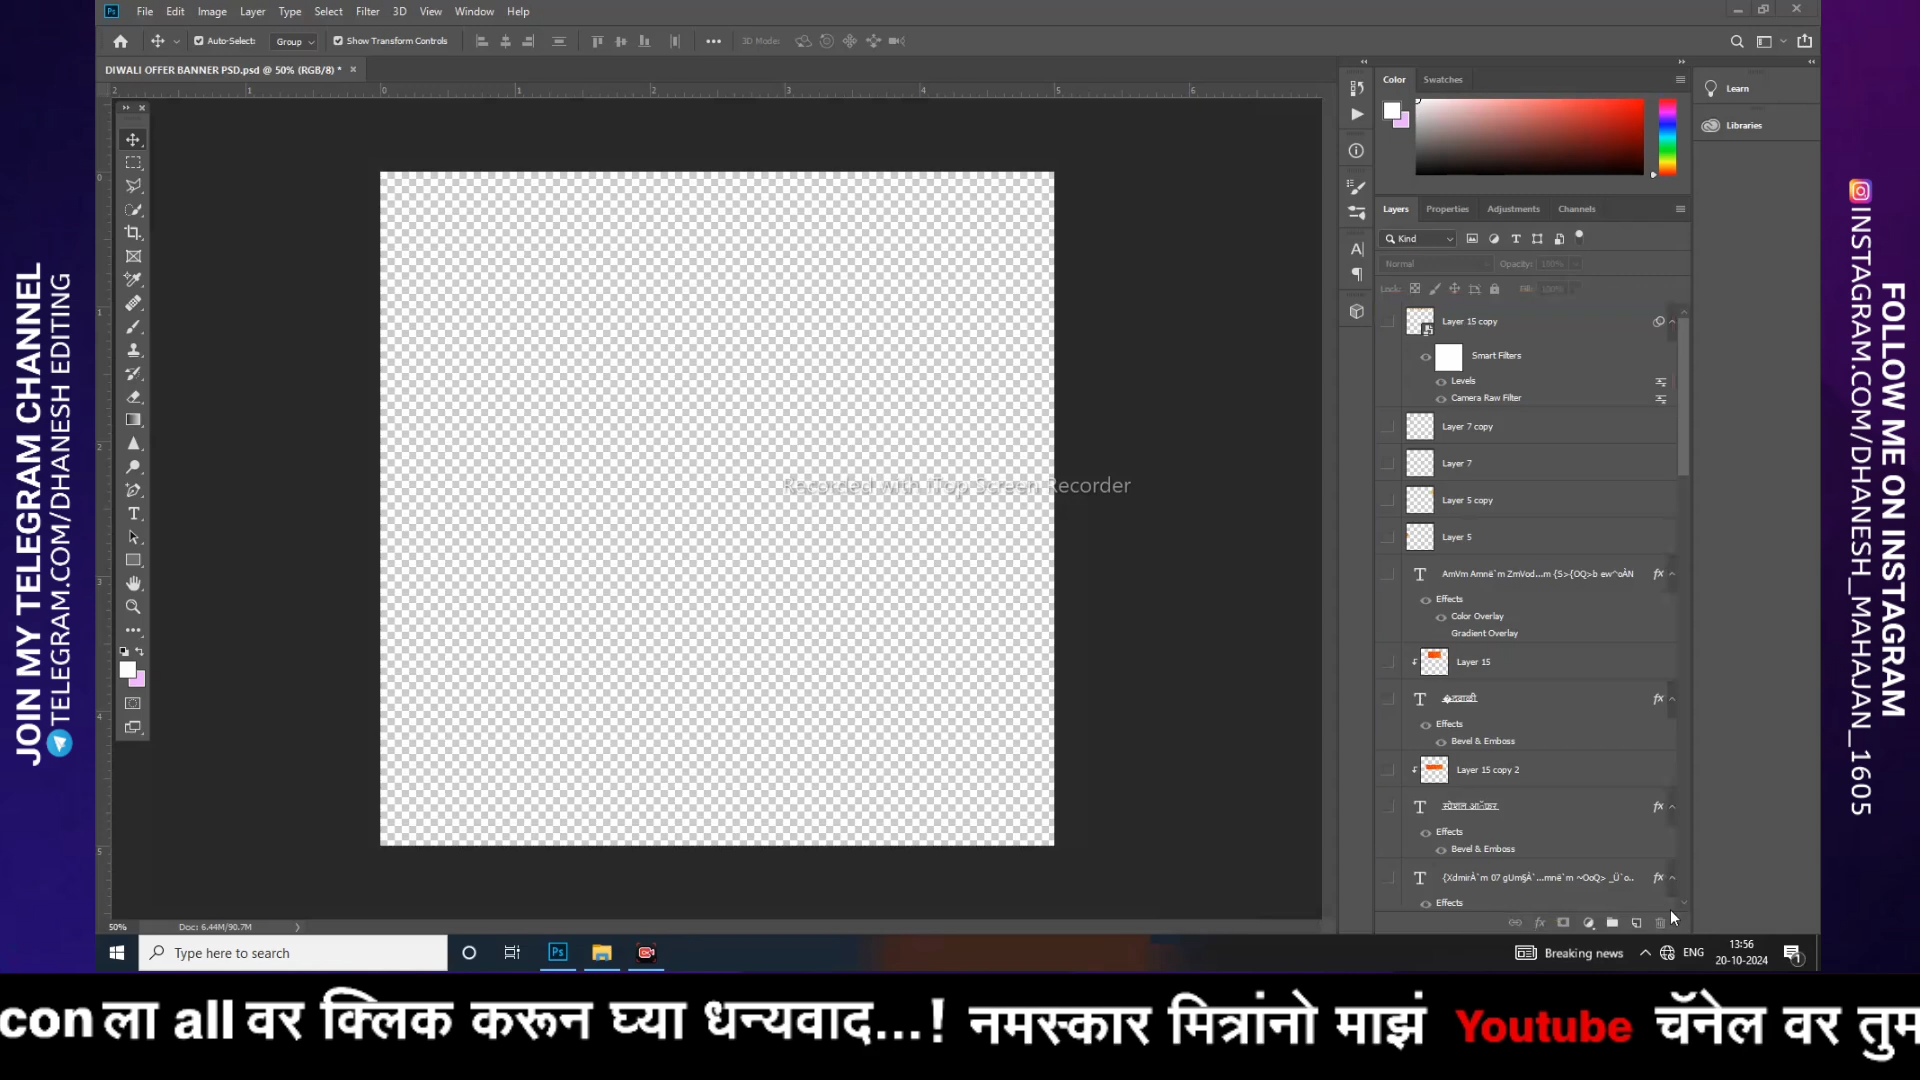 File Edit Image Layer Type Select Filter 3D View Window Help
Auto-Select: Group Show Transform Controls 3D Mode:
DIWALI OFFER BANNER PSD.psd @ 50% (RGB/8) *
Color Swatches
Learn
Libraries
Layers Properties Adjustments Channels
Kind
Normal Opacity: 100%
Lock: Fill: 100%
Layer 15 copy
Smart Filters
Levels
Camera Raw Filter
Layer 7 copy
Layer 7
Layer 5 copy
Layer 5
AmVm Amnë`m ZmVod...m {S>{OQ>b ew^oÀN
Effects
Color Overlay
Gradient Overlay
Layer 15
Effects
Bevel & Emboss
Layer 15 copy 2
स्पेशल ऑफर
Effects
Bevel & Emboss
{XdmirÀ`m 07 gUm§À`...mnë`m ~OoQ> _Ü`o..
Effects
Recorded with iTop Screen Recorder
50% Doc: 6.44M/90.7M
Type here to search
Breaking news ENG 13:56
20-10-2024
JOIN MY TELEGRAM CHANNEL
TELEGRAM.COM/DHANESH EDITING
FOLLOW ME ON INSTAGRAM
INSTAGRAM.COM/DHANESH_MAHAJAN_1605
con ला all वर क्लिक करून घ्या धन्यवाद...! नमस्कार मित्रांनो माझं Youtube चॅनेल वर तुम